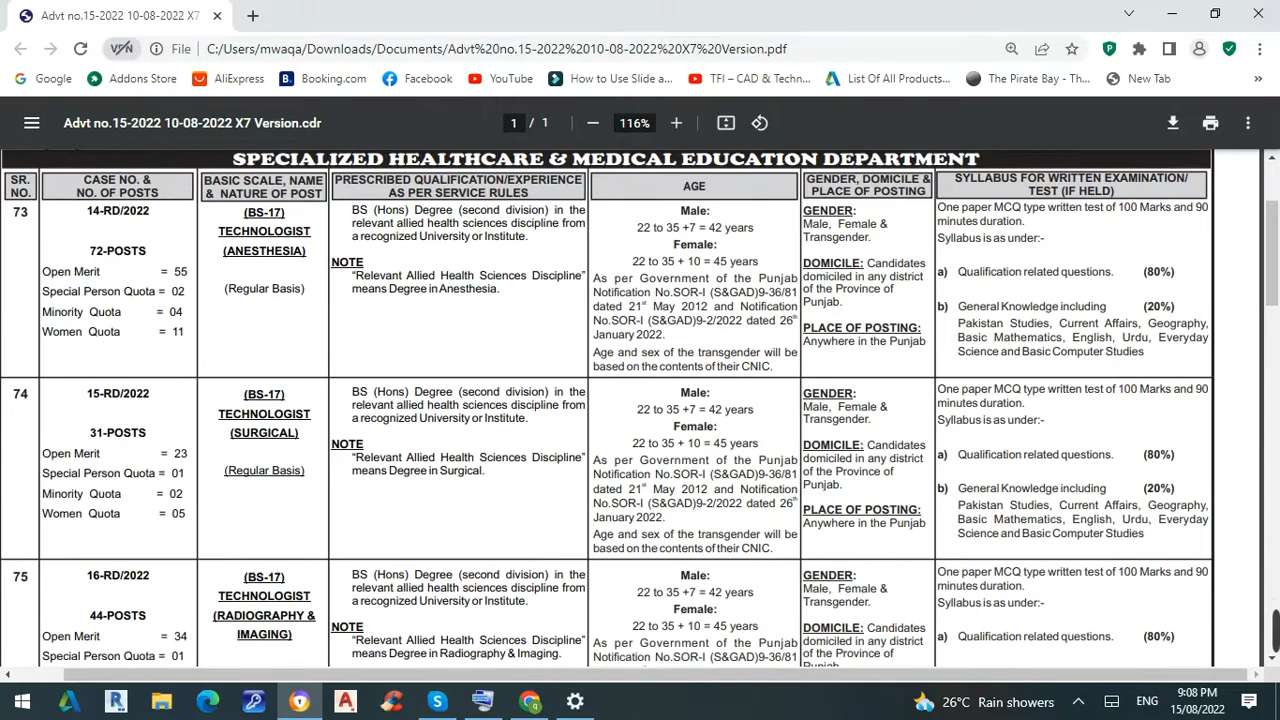 Advt no.15-2022 10-08-2022 X7
File
C:/Users/mwaqa/Downloads/Documents/Advt%20no.15-2022%2010-08-2022%20X7%20Version.pdf
Google
Addons Store
AliExpress
Booking.com
Facebook
YouTube
How to Use Slide a...
TFI – CAD & Techn...
List Of All Products...
The Pirate Bay - Th...
New Tab
Advt no.15-2022 10-08-2022 X7 Version.cdr
1 / 1
116%
SPECIALIZED HEALTHCARE & MEDICAL EDUCATION DEPARTMENT
SR.
NO.
CASE NO. &
NO. OF POSTS
BASIC SCALE, NAME
& NATURE OF POST
PRESCRIBED QUALIFICATION/EXPERIENCE
AS PER SERVICE RULES
AGE
GENDER, DOMICILE &
PLACE OF POSTING
SYLLABUS FOR WRITTEN EXAMINATION/
TEST (IF HELD)
73
14-RD/2022
72-POSTS
Open Merit = 55
Special Person Quota = 02
Minority Quota = 04
Women Quota = 11
(BS-17)
TECHNOLOGIST
(ANESTHESIA)
(Regular Basis)
BS (Hons) Degree (second division) in the
relevant allied health sciences discipline from
a recognized University or Institute.
NOTE
“Relevant Allied Health Sciences Discipline”
means Degree in Anesthesia.
Male:
22 to 35 +7 = 42 years
Female:
22 to 35 + 10 = 45 years
As per Government of the Punjab
Notification No.SOR-I (S&GAD)9-36/81
dated 21st May 2012 and Notification
No.SOR-I (S&GAD)9-2/2022 dated 26th
January 2022.
Age and sex of the transgender will be
based on the contents of their CNIC.
GENDER:
Male, Female &
Transgender.
DOMICILE: Candidates
domiciled in any district
of the Province of
Punjab.
PLACE OF POSTING:
Anywhere in the Punjab
One paper MCQ type written test of 100 Marks and 90
minutes duration.
Syllabus is as under:-
a) Qualification related questions. (80%)
b) General Knowledge including (20%)
Pakistan Studies, Current Affairs, Geography,
Basic Mathematics, English, Urdu, Everyday
Science and Basic Computer Studies
74
15-RD/2022
31-POSTS
Open Merit = 23
Special Person Quota = 01
Minority Quota = 02
Women Quota = 05
(BS-17)
TECHNOLOGIST
(SURGICAL)
(Regular Basis)
BS (Hons) Degree (second division) in the
relevant allied health sciences discipline from
a recognized University or Institute.
NOTE
“Relevant Allied Health Sciences Discipline”
means Degree in Surgical.
Male:
22 to 35 +7 = 42 years
Female:
22 to 35 + 10 = 45 years
As per Government of the Punjab
Notification No.SOR-I (S&GAD)9-36/81
dated 21st May 2012 and Notification
No.SOR-I (S&GAD)9-2/2022 dated 26th
January 2022.
Age and sex of the transgender will be
based on the contents of their CNIC.
GENDER:
Male, Female &
Transgender.
DOMICILE: Candidates
domiciled in any district
of the Province of
Punjab.
PLACE OF POSTING:
Anywhere in the Punjab
One paper MCQ type written test of 100 Marks and 90
minutes duration.
Syllabus is as under:-
a) Qualification related questions. (80%)
b) General Knowledge including (20%)
Pakistan Studies, Current Affairs, Geography,
Basic Mathematics, English, Urdu, Everyday
Science and Basic Computer Studies
75
16-RD/2022
44-POSTS
Open Merit = 34
Special Person Quota = 01
(BS-17)
TECHNOLOGIST
(RADIOGRAPHY &
IMAGING)
BS (Hons) Degree (second division) in the
relevant allied health sciences discipline from
a recognized University or Institute.
NOTE
“Relevant Allied Health Sciences Discipline”
means Degree in Radiography & Imaging.
Male:
22 to 35 +7 = 42 years
Female:
22 to 35 + 10 = 45 years
As per Government of the Punjab
Notification No.SOR-I (S&GAD)9-36/81
GENDER:
Male, Female &
Transgender.
DOMICILE: Candidates
domiciled in any district
of the Province of
Punjab.
One paper MCQ type written test of 100 Marks and 90
minutes duration.
Syllabus is as under:-
a) Qualification related questions. (80%)
26°C Rain showers
ENG
9:08 PM
15/08/2022